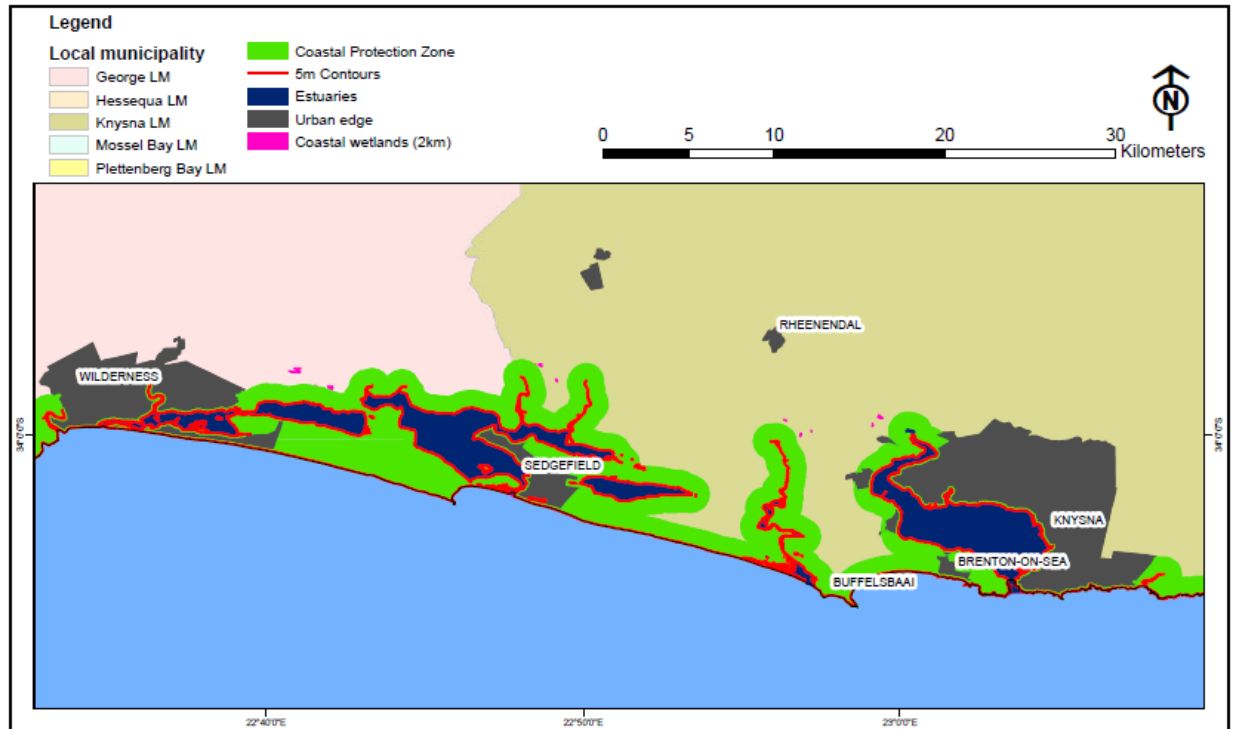 Legend
Local municipality
George LM
Hessequa LM
Knysna LM
Mossel Bay LM
Plettenberg Bay LM
Coastal Protection Zone
5m Contours
Estuaries
Urban edge
Coastal wetlands (2km)
N
0 5 10 20 30
Kilometers
RHEENENDAL
WILDERNESS
34°0'0"S
34°0'0"S
SEDGEFIELD
KNYSNA
BRENTON-ON-SEA
BUFFELSBAAI
22°40'0"E
22°50'0"E
23°0'0"E